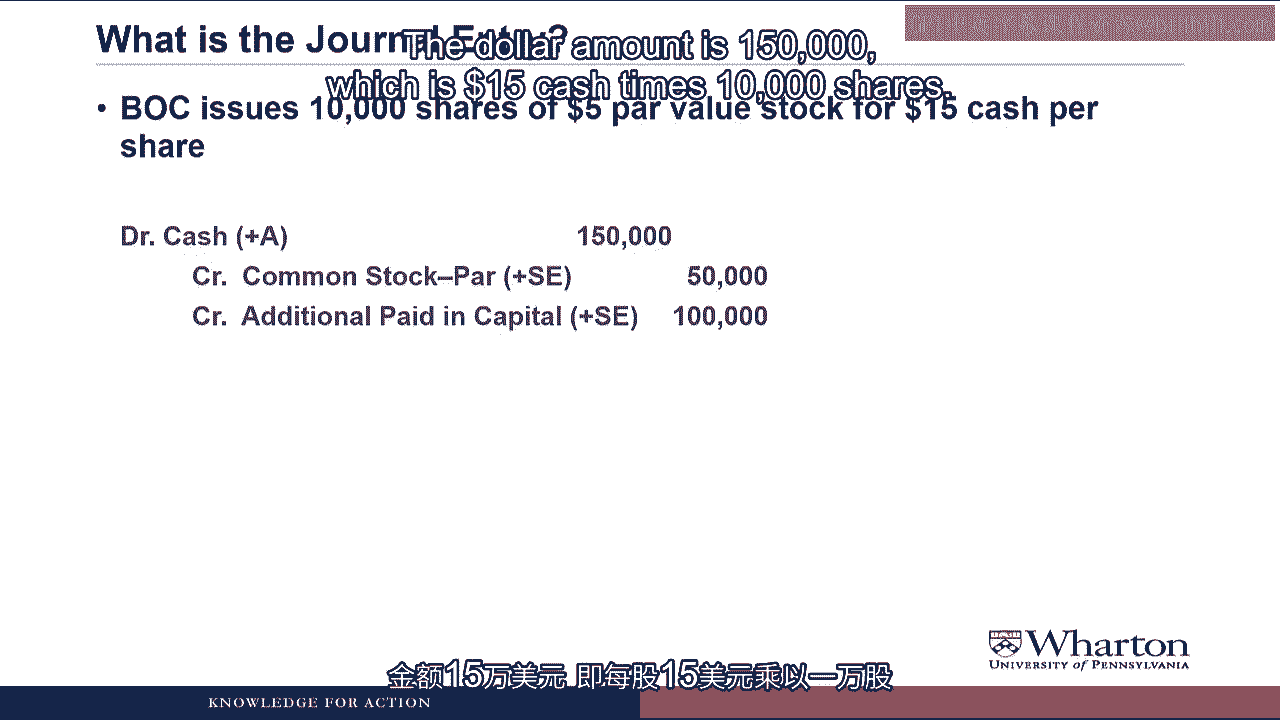 What is the Journal Entry?
The dollar amount is 150,000,
which is $15 cash times 10,000 shares.
• BOC issues 10,000 shares of $5 par value stock for $15 cash per
share
Dr. Cash (+A) 150,000
Cr. Common Stock–Par (+SE) 50,000
Cr. Additional Paid in Capital (+SE) 100,000
Wharton
UNIVERSITY of PENNSYLVANIA
金额15万美元 即每股15美元乘以一万股
KNOWLEDGE FOR ACTION